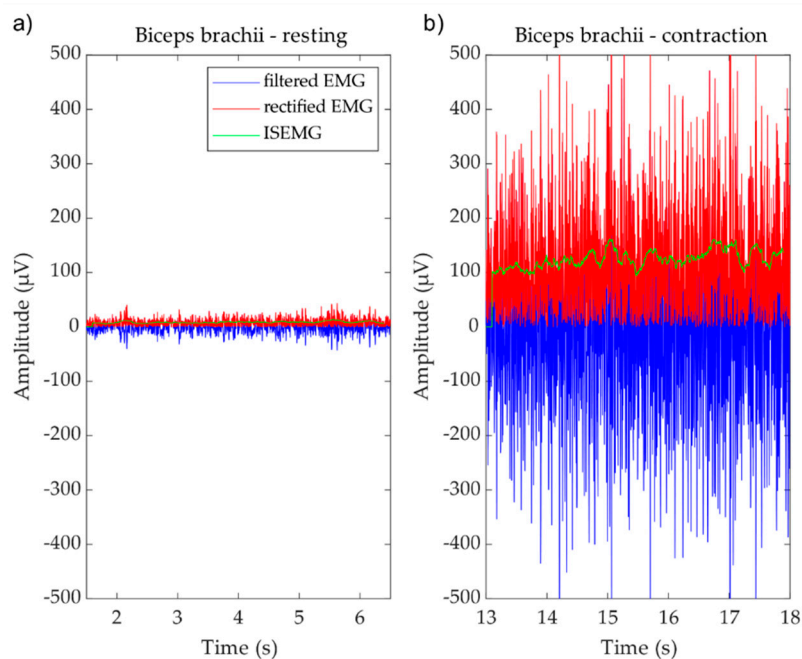 a)
Biceps brachii - resting
500
400
300
200
100
0
-100
-200
-300
-400
-500
Amplitude (µV)
filtered EMG
rectified EMG
ISEMG
2 3 4 5 6
Time (s)
b)
Biceps brachii - contraction
500
400
300
200
100
0
-100
-200
-300
-400
-500
Amplitude (µV)
13 14 15 16 17 18
Time (s)